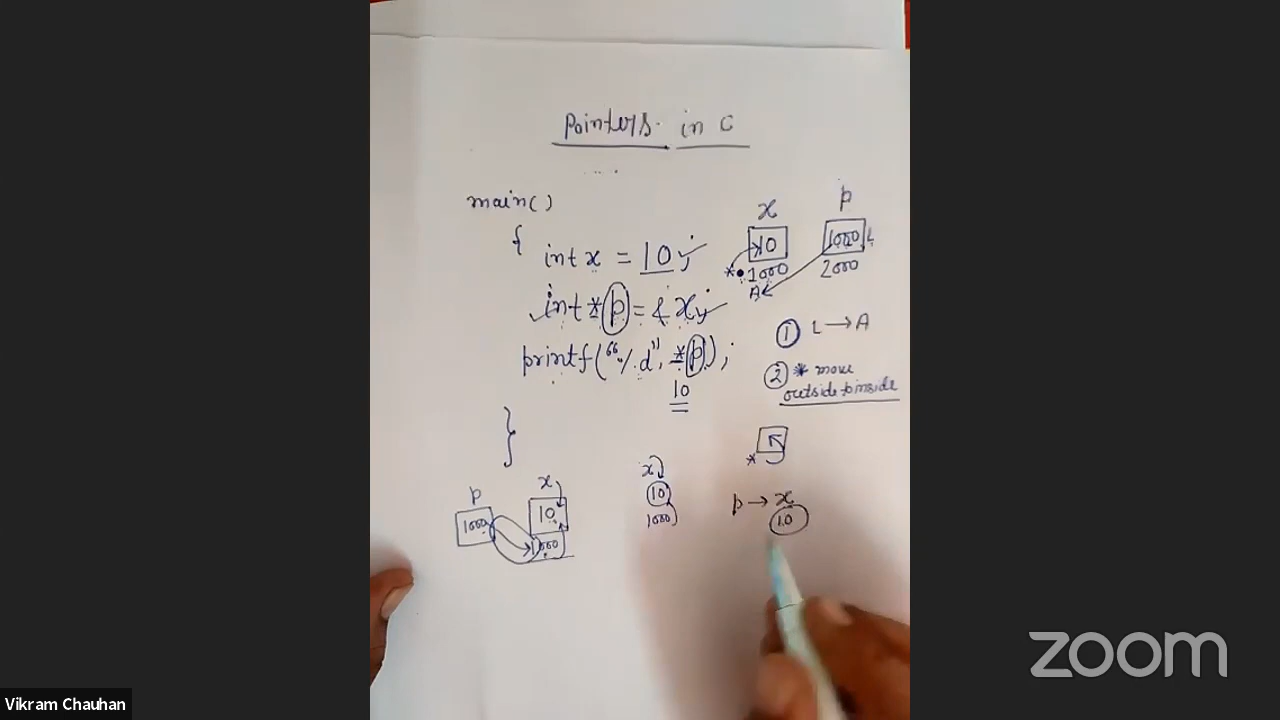 Pointers in C
main()
x
p
{
int x = 10;
10
1000
* 1000
2000
A
int *p = & x;
printf("%d", *p);
10
1 L → A
2 * move
outside to inside
}
*
x
p
x
10
1000
10
1000
p → x
10
1000
zoom
Vikram Chauhan